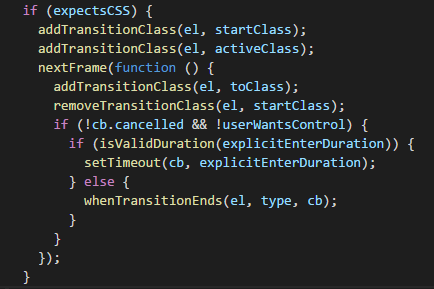 if (expectsCSS) {
addTransitionClass(el, startClass);
addTransitionClass(el, activeClass);
nextFrame(function () {
addTransitionClass(el, toClass);
removeTransitionClass(el, startClass);
if (!cb.cancelled && !userWantsControl) {
if (isValidDuration(explicitEnterDuration)) {
setTimeout(cb, explicitEnterDuration);
} else {
whenTransitionEnds(el, type, cb);
}
}
});
}